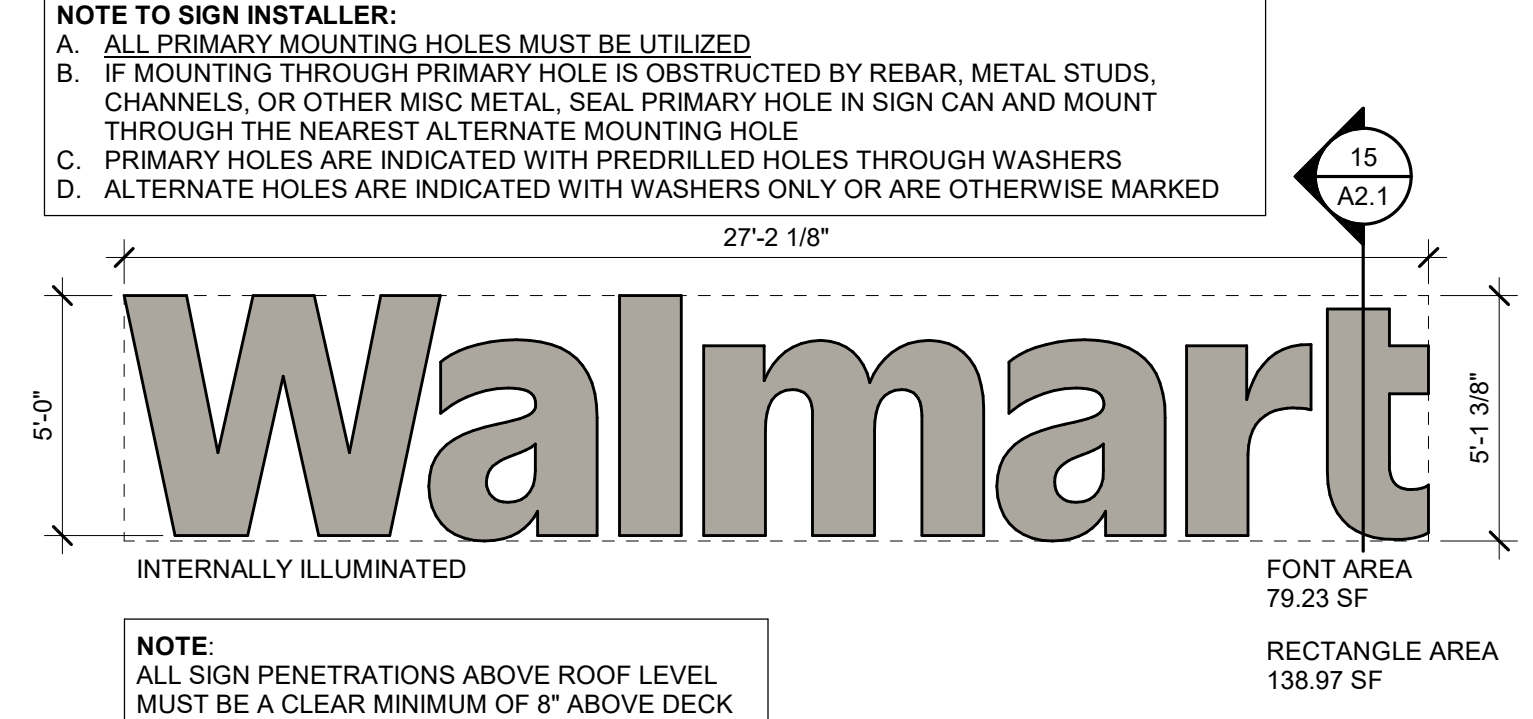 NOTE TO SIGN INSTALLER:
A. ALL PRIMARY MOUNTING HOLES MUST BE UTILIZED
B. IF MOUNTING THROUGH PRIMARY HOLE IS OBSTRUCTED BY REBAR, METAL STUDS,
CHANNELS, OR OTHER MISC METAL, SEAL PRIMARY HOLE IN SIGN CAN AND MOUNT
THROUGH THE NEAREST ALTERNATE MOUNTING HOLE
C. PRIMARY HOLES ARE INDICATED WITH PREDRILLED HOLES THROUGH WASHERS
D. ALTERNATE HOLES ARE INDICATED WITH WASHERS ONLY OR ARE OTHERWISE MARKED
15
A2.1
27'-2 1/8"
5'-0"
Walmart
5'-1 3/8"
INTERNALLY ILLUMINATED
FONT AREA
79.23 SF
RECTANGLE AREA
138.97 SF
NOTE:
ALL SIGN PENETRATIONS ABOVE ROOF LEVEL
MUST BE A CLEAR MINIMUM OF 8" ABOVE DECK